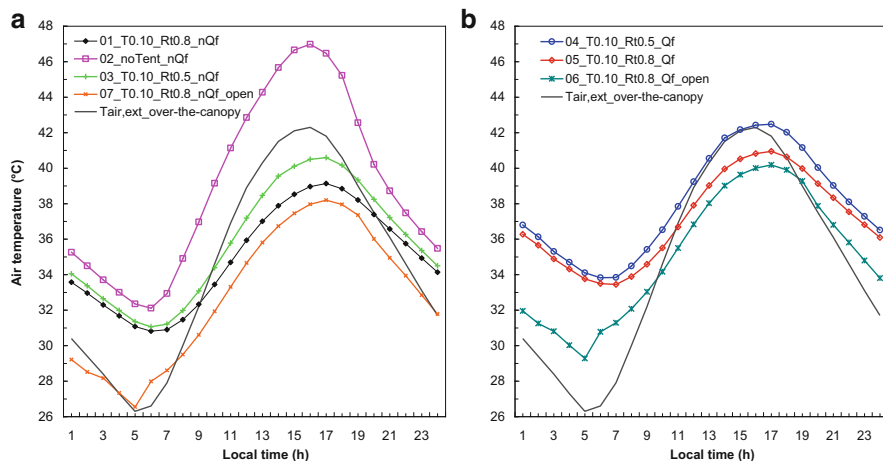 a
48
46
44
42
40
38
36
34
32
30
28
26
Air temperature (ºC)
01_T0.10_Rt0.8_nQf
02_noTent_nQf
03_T0.10_Rt0.5_nQf
07_T0.10_Rt0.8_nQf_open
Tair,ext_over-the-canopy
1 3 5 7 9 11 13 15 17 19 21 23
Local time (h)
b
48
46
44
42
40
38
36
34
32
30
28
26
04_T0.10_Rt0.5_Qf
05_T0.10_Rt0.8_Qf
06_T0.10_Rt0.8_Qf_open
Tair,ext_over-the-canopy
1 3 5 7 9 11 13 15 17 19 21 23
Local time (h)